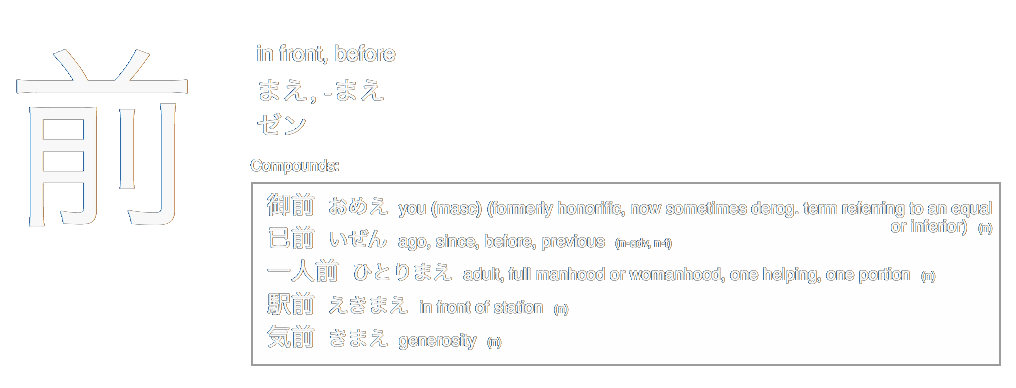 前
in front, before
まえ, -まえ
ゼン
Compounds:
御前 おめえ you (masc) (formerly honorific, now sometimes derog. term referring to an equal
or inferior) (n)
已前 いぜん ago, since, before, previous (n-adv, n-t)
一人前 ひとりまえ adult, full manhood or womanhood, one helping, one portion (n)
駅前 えきまえ in front of station (n)
気前 きまえ generosity (n)